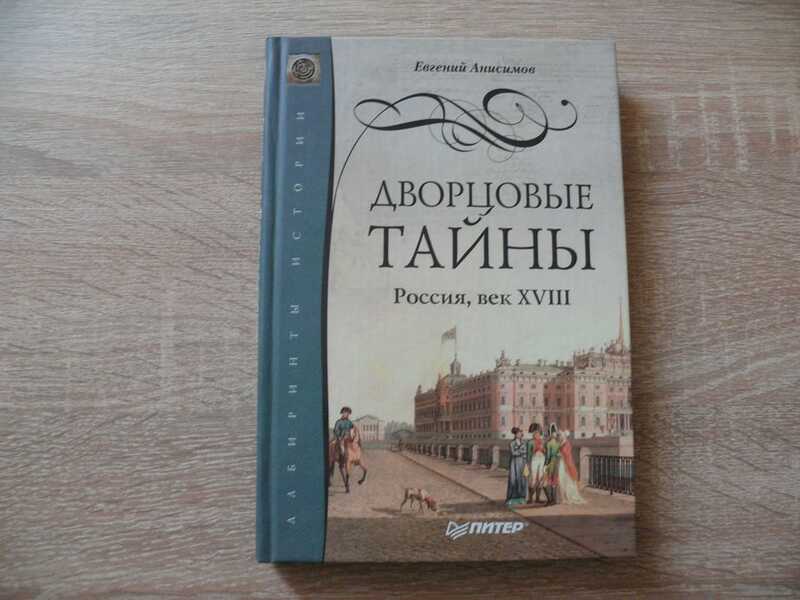 Евгений Анисимов
ДВОРЦОВЫЕ
ТАЙНЫ
Россия, век XVIII
ЛАБИРИНТЫ ИСТОРИИ
ПИТЕР®